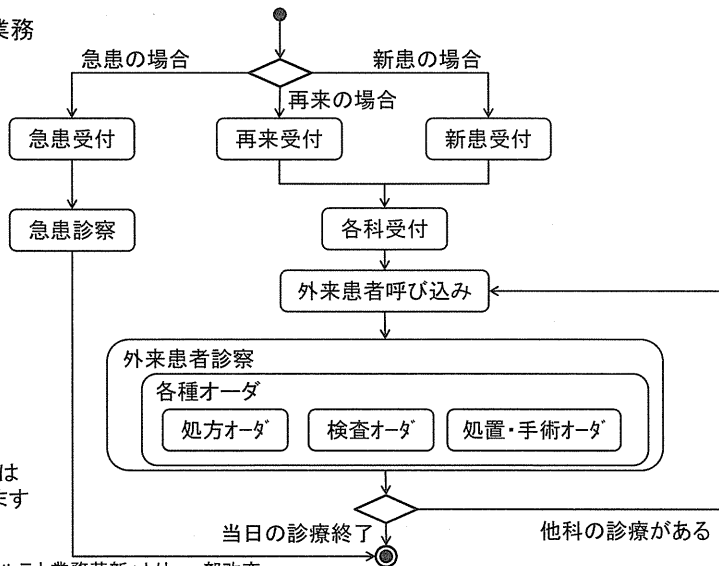 業務
急患の場合
新患の場合
再来の場合
急患受付
再来受付
新患受付
急患診察
各科受付
外来患者呼び込み
外来患者診察
各種オーダ
処方オーダ
検査オーダ
処置・手術オーダ
は
ます
当日の診療終了
他科の診療がある